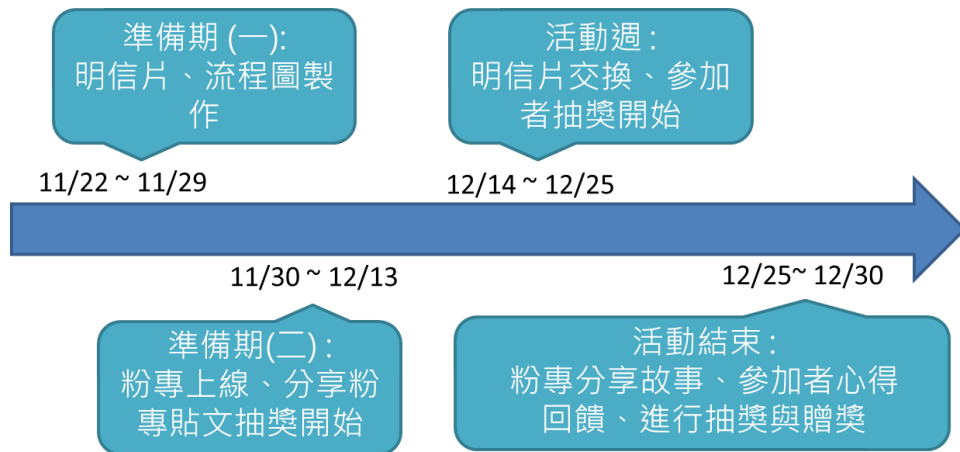 準備期 (一):
明信片、流程圖製
作
11/22 ~ 11/29
活動週 :
明信片交換、參加
者抽獎開始
12/14 ~ 12/25
11/30 ~ 12/13
準備期(二) :
粉專上線、分享粉
專貼文抽獎開始
12/25~ 12/30
活動結束 :
粉專分享故事、參加者心得
回饋、進行抽獎與贈獎